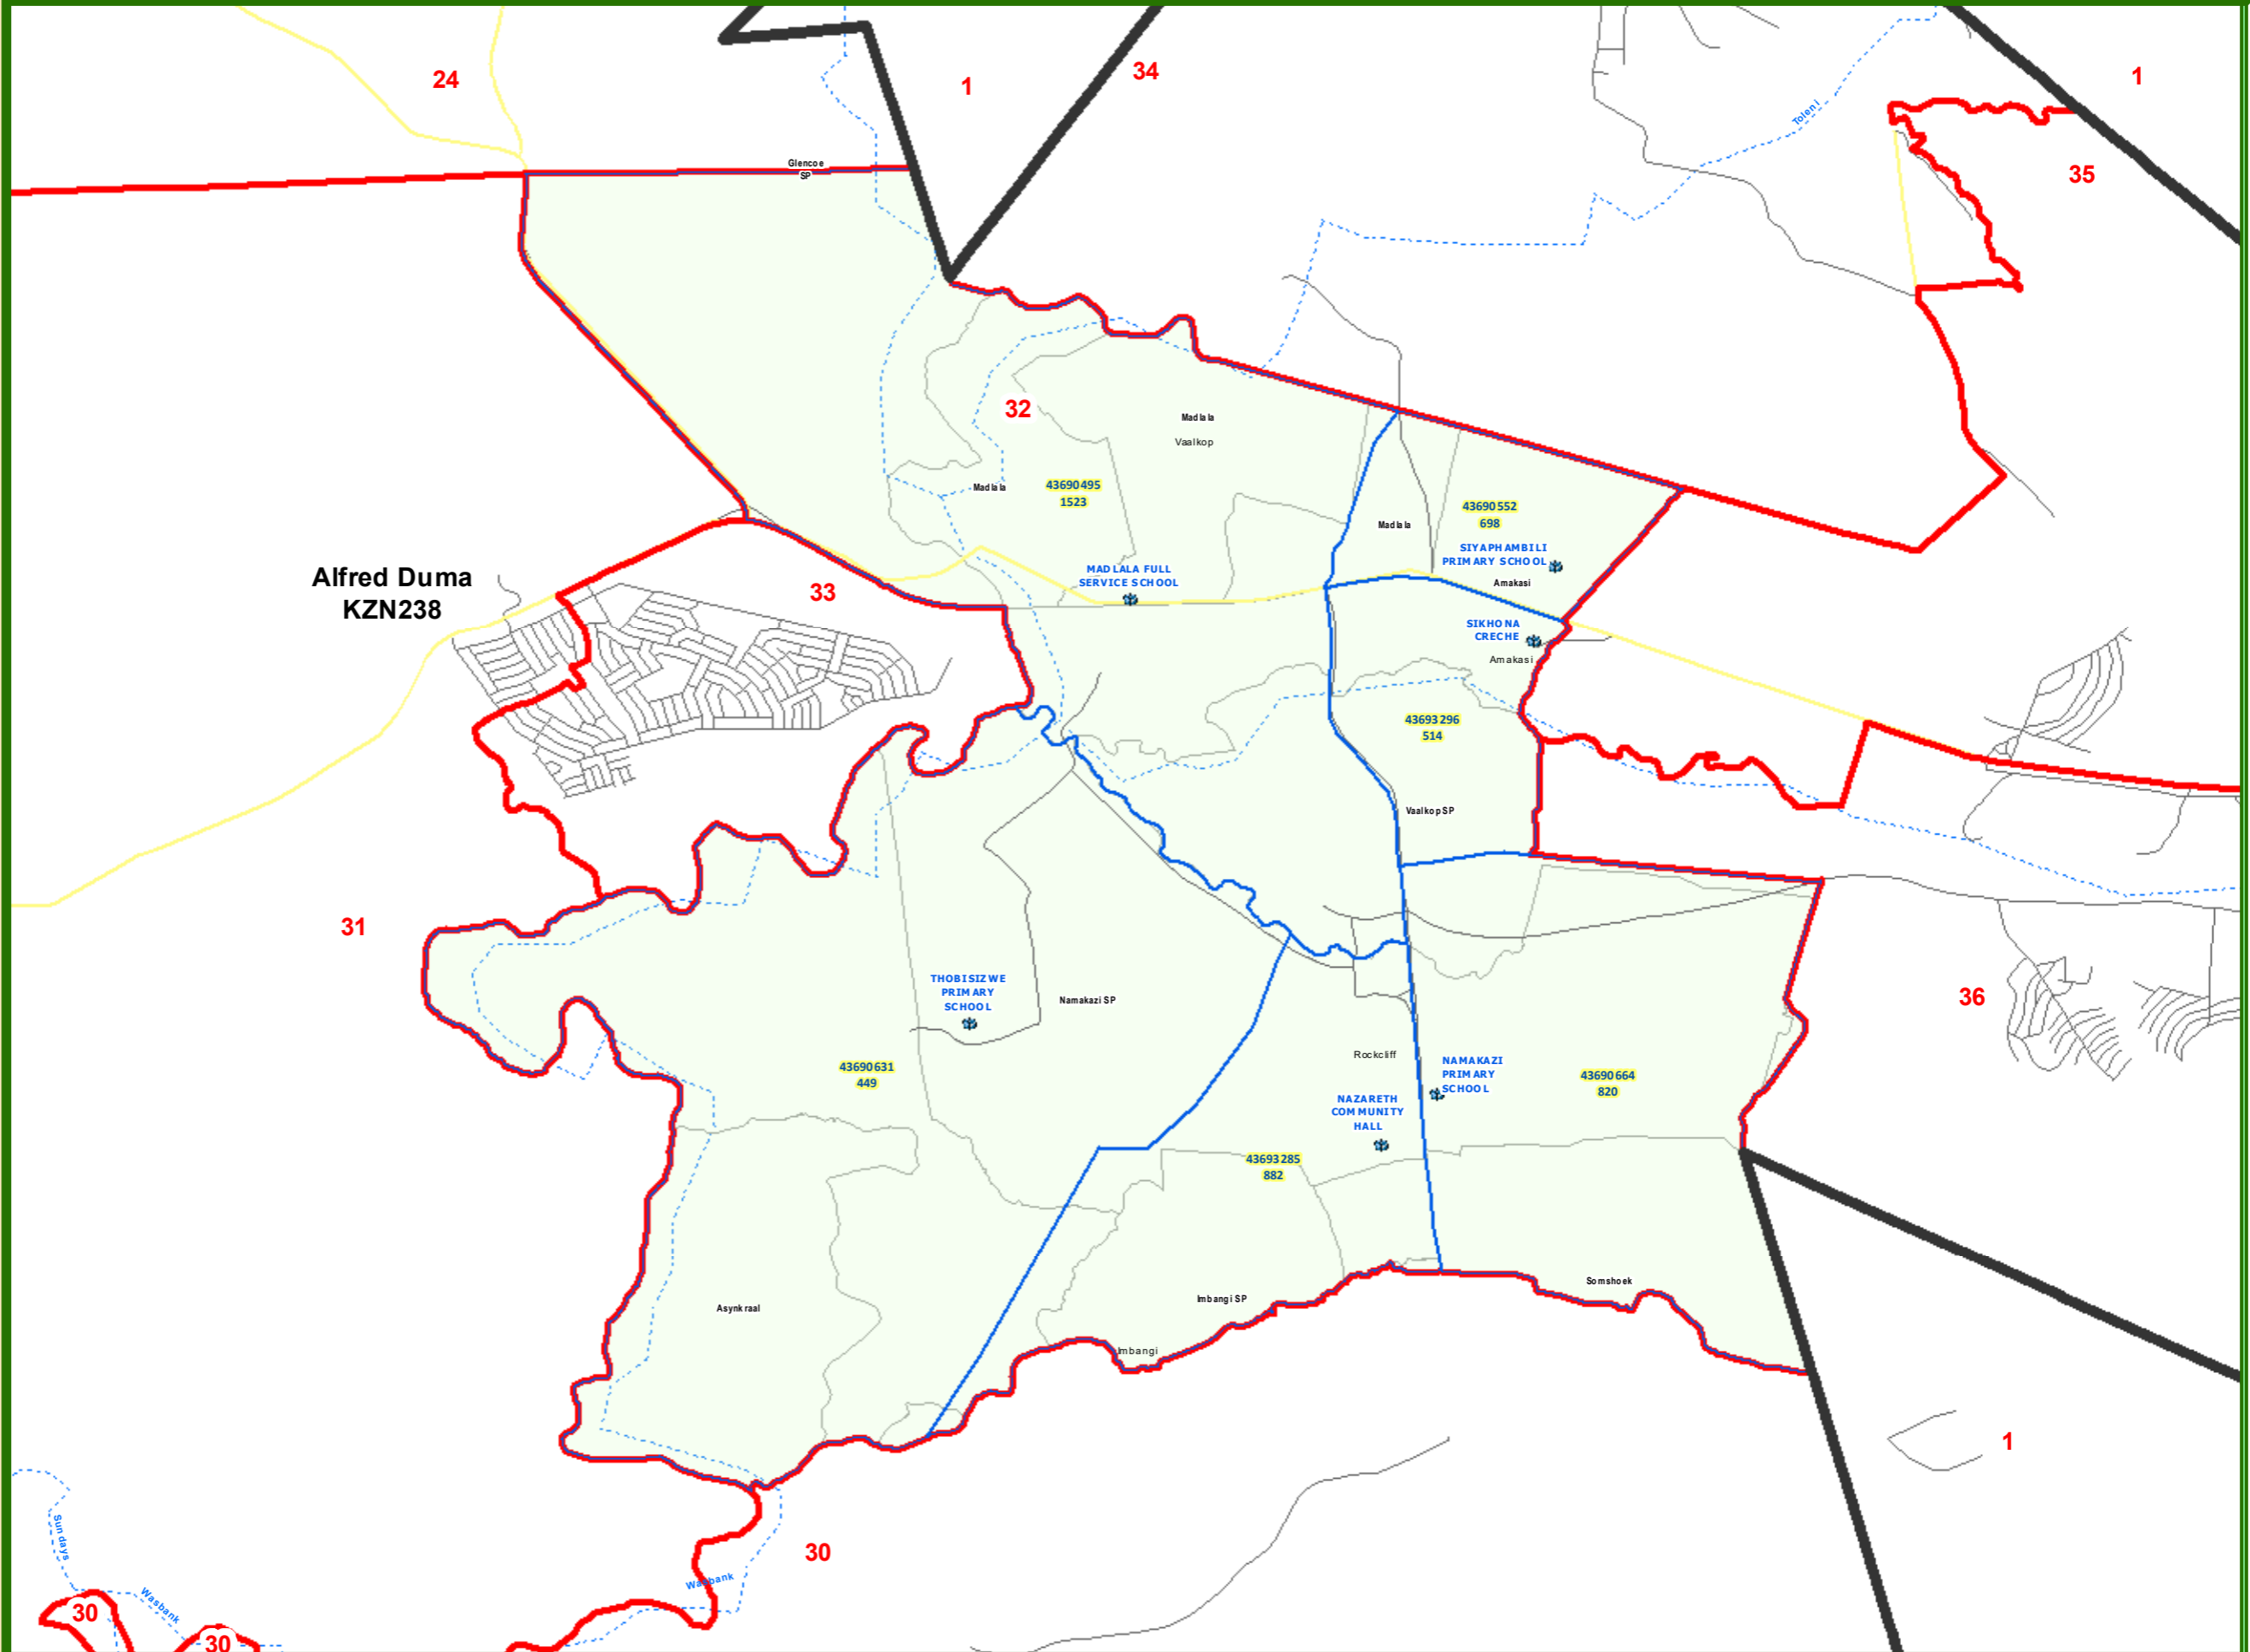 24
1
34
1
Toleni
Glencoe
SP
35
32
Madlala
Vaalkop
Madlala
43690495
1523
43690552
698
Madlala
SIYAPHAMBILI
PRIMARY SCHOOL
Alfred Duma
KZN238
33
MADLALA FULL
SERVICE SCHOOL
Amakasi
SIKHONA
CRECHE
Amakasi
43693296
514
Vaalkop SP
31
THOBISIZWE
PRIMARY
SCHOOL
Namakazi SP
36
43690631
449
Rockcliff
NAMAKAZI
PRIMARY
SCHOOL
43690664
820
NAZARETH
COMMUNITY
HALL
43693285
882
Asynkraal
Imbangi SP
Somshoek
Imbangi
1
Sundays
30
Wasbank
Wasbank
30
30